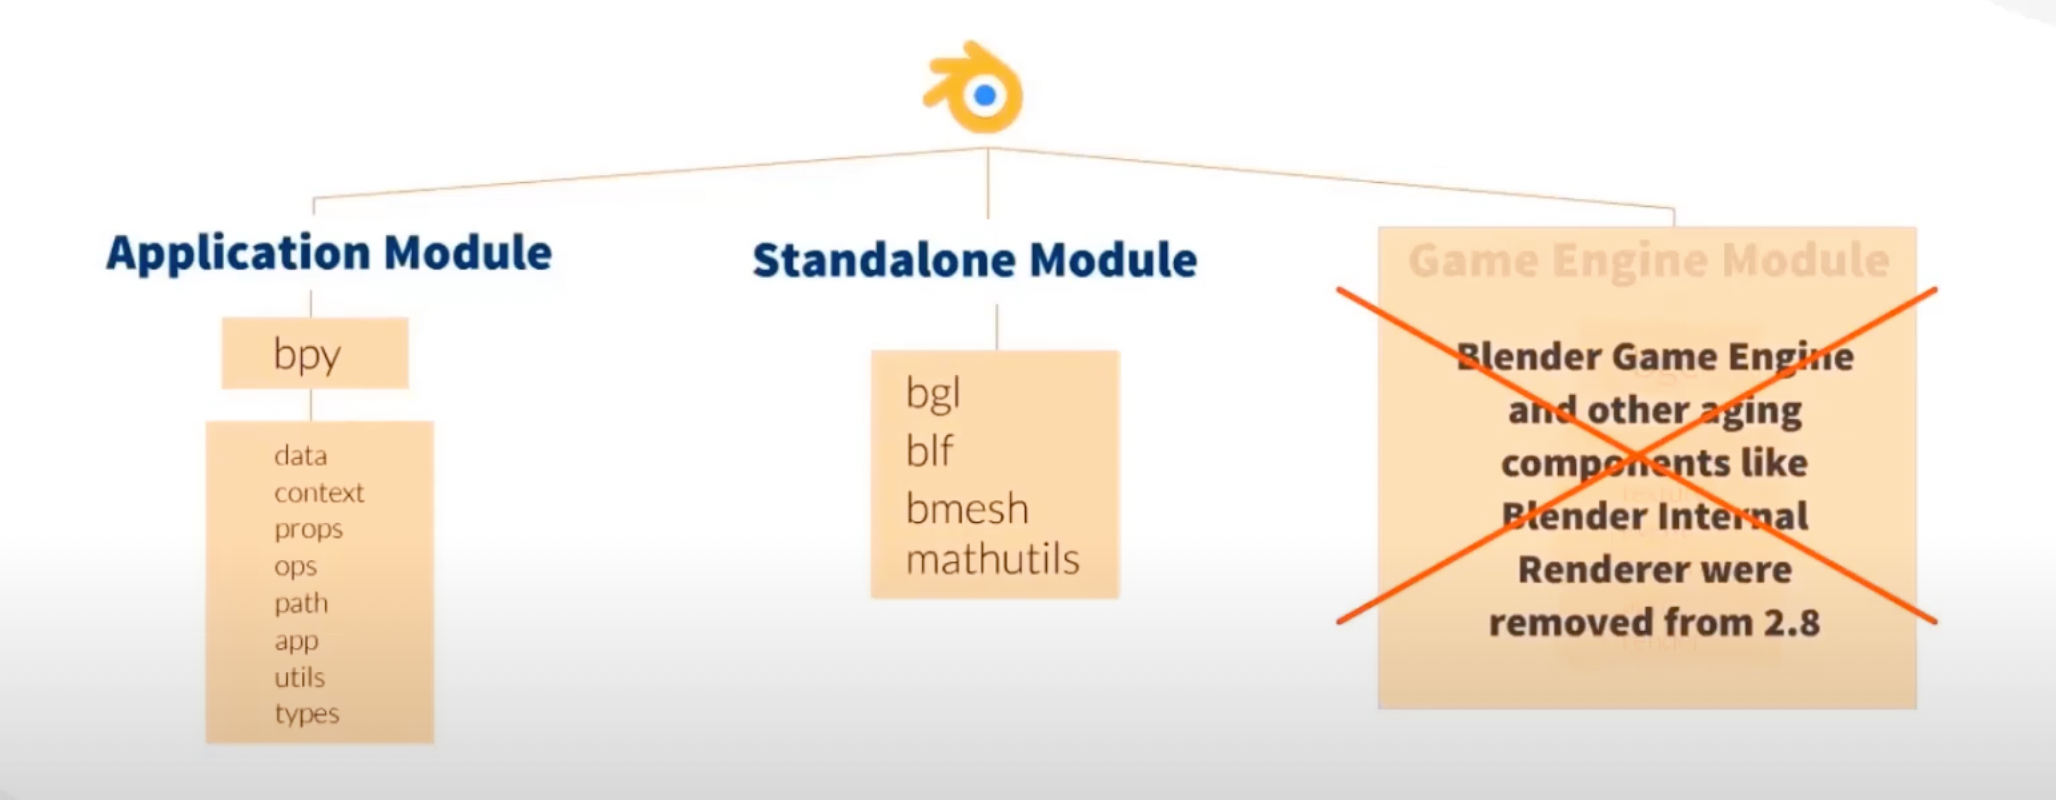 Application Module
bpy
data
context
props
ops
path
app
utils
types
Standalone Module
bgl
blf
bmesh
mathutils
Game Engine Module
Blender Game Engine
and other aging
components like
Blender Internal
Renderer were
removed from 2.8